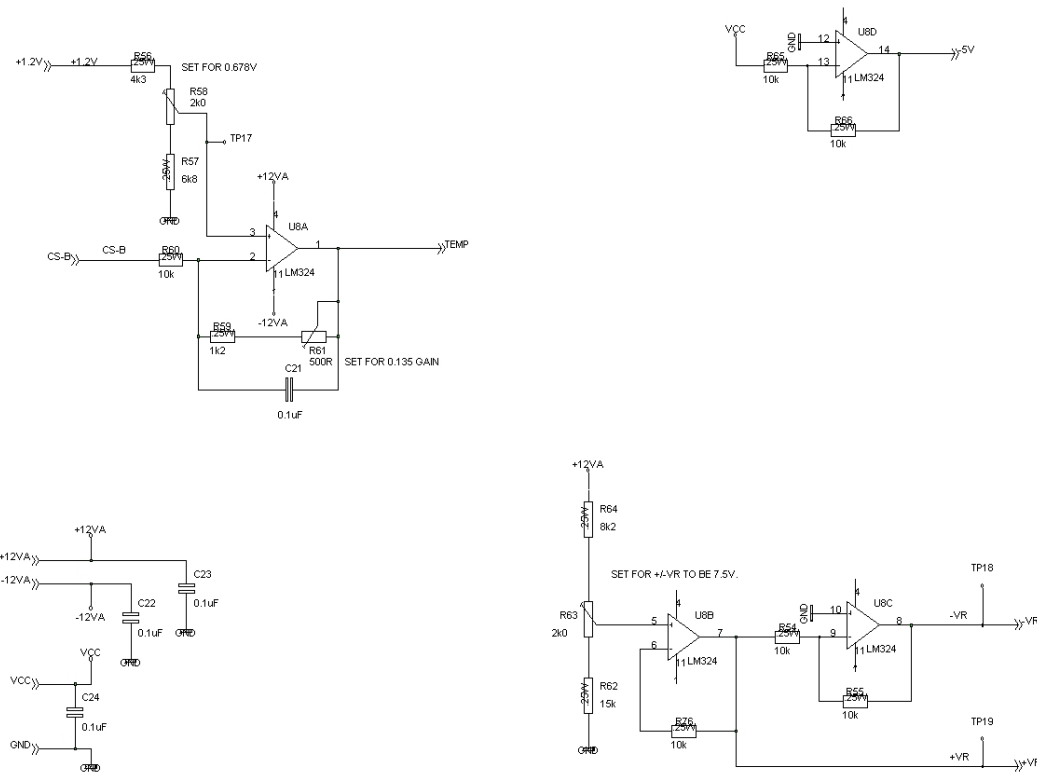 +1.2V
+1.2V
R56
.25W
4k3
SET FOR 0.678V
R58
2k0
TP17
R57
.25W
6k8
GND
+12VA
4
U8A
3
1
TEMP
CS-B
CS-B
R60
.25W
10k
2
11
LM324
-12VA
R59
.25W
1k2
R61
500R
SET FOR 0.135 GAIN
C21
0.1uF
4
U8D
VCC
GND
12
14
-5V
R65
.25W
10k
13
11
LM324
R66
.25W
10k
+12VA
+12VA
-12VA
-12VA
C23
0.1uF
GND
C22
0.1uF
GND
VCC
VCC
C24
0.1uF
GND
GND
+12VA
R64
.25W
8k2
SET FOR +/-VR TO BE 7.5V.
R63
2k0
5
4
U8B
7
6
11
LM324
R62
.25W
15k
GND
R76
.25W
10k
R54
.25W
10k
GND
10
4
U8C
8
9
11
LM324
R55
.25W
10k
TP18
-VR
-VR
TP19
+VR
+VR